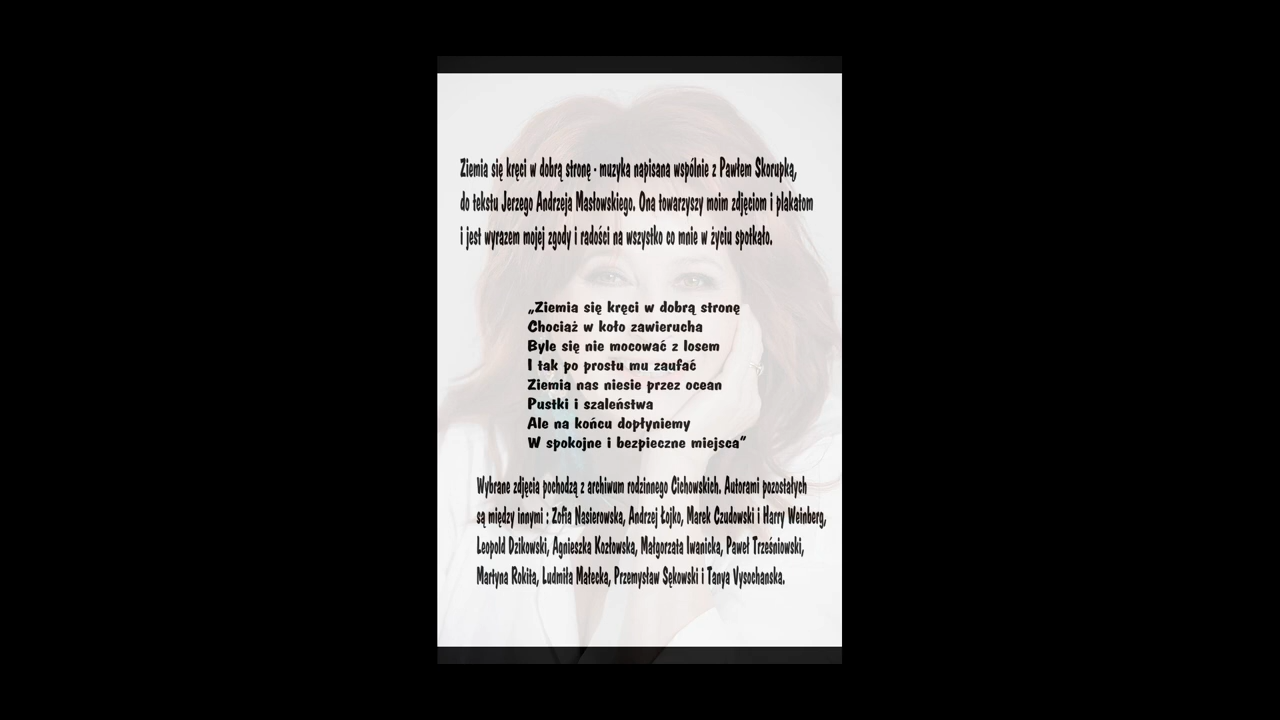 Ziemia się kręci w dobrą stronę - muzyka napisana wspólnie z Pawłem Skorupką,
do tekstu Jerzego Andrzeja Masłowskiego. Ona towarzyszy moim zdjęciom i plakatom
i jest wyrazem mojej zgody i radości na wszystko co mnie w życiu spotkało.
„Ziemia się kręci w dobrą stronę
Chociaż w koło zawierucha
Byle się nie mocować z losem
I tak po prostu mu zaufać
Ziemia nas niesie przez ocean
Pustki i szaleństwa
Ale na końcu dopłyniemy
W spokojne i bezpieczne miejsca”
Wybrane zdjęcia pochodzą z archiwum rodzinnego Cichowskich. Autorami pozostałych
są między innymi : Zofia Nasierowska, Andrzej Łojko, Marek Czudowski i Harry Weinberg,
Leopold Dzikowski, Agnieszka Kozłowska, Małgorzata Iwanicka, Paweł Trześniowski,
Martyna Rokita, Ludmiła Małecka, Przemysław Sękowski i Tanya Vysochanska.